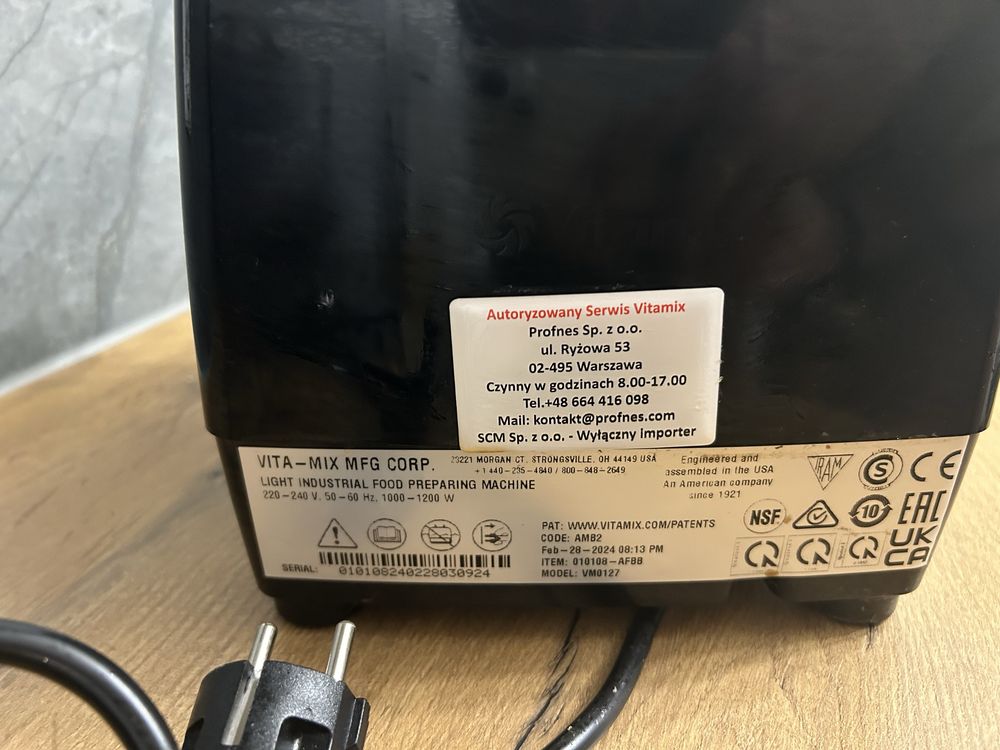 Autoryzowany Serwis Vitamix
Profnes Sp. z o.o.
ul. Ryżowa 53
02-495 Warszawa
Czynny w godzinach 8.00-17.00
Tel.+48 664 416 098
Mail: kontakt@profnes.com
SCM Sp. z o.o. - Wyłączny importer
VITA-MIX MFG CORP.
MORGAN CT. STRONGSVILLE, OH 44149 USA
+1 440-235-4840 / 800-848-2649
LIGHT INDUSTRIAL FOOD PREPARING MACHINE
220-240 V. 50-60 Hz. 1000-1200 W
Engineered and
assembled in the USA
An American company
since 1921
IRAM
S
CE
NSF
10
EAC
UK
CA
PAT: WWW.VITAMIX.COM/PATENTS
CODE: AMB2
Feb-28-2024 08:13 PM
ITEM: 010108-AFBB
MODEL: VM0127
SERIAL:
010108240228030924